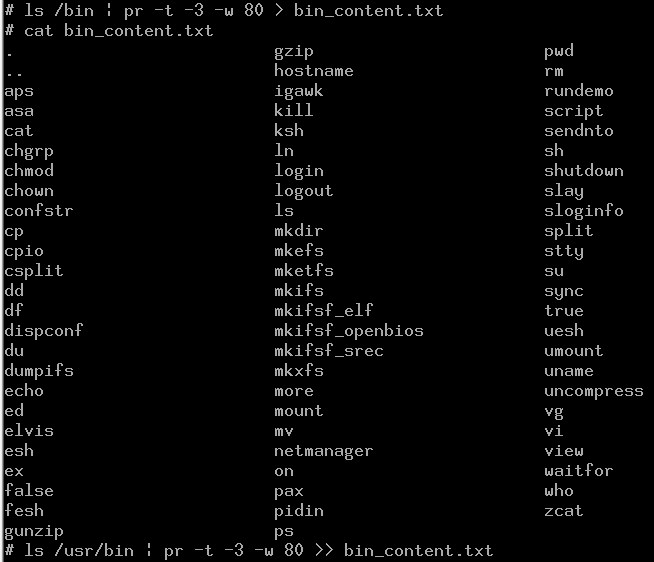 # ls /bin ¦ pr -t -3 -w 80 > bin_content.txt
# cat bin_content.txt
. gzip pwd
.. hostname rm
aps igawk rundemo
asa kill script
cat ksh sendnto
chgrp ln sh
chmod login shutdown
chown logout slay
confstr ls sloginfo
cp mkdir split
cpio mkefs stty
csplit mketfs su
dd mkifs sync
df mkifsf_elf true
dispconf mkifsf_openbios uesh
du mkifsf_srec umount
dumpifs mkxfs uname
echo more uncompress
ed mount vg
elvis mv vi
esh netmanager view
ex on waitfor
false pax who
fesh pidin zcat
gunzip ps
# ls /usr/bin ¦ pr -t -3 -w 80 >> bin_content.txt